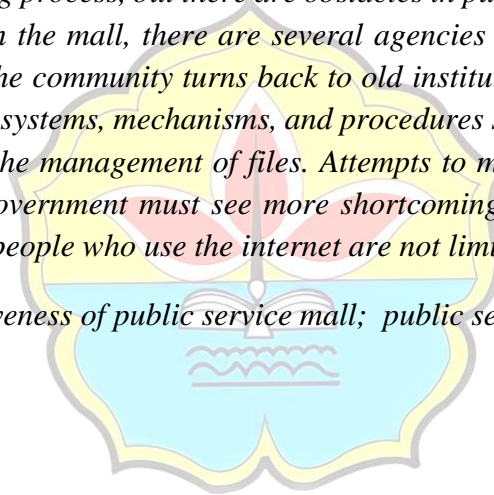 g process, but there are obstacles in pu
n the mall, there are several agencies
he community turns back to old institu
systems, mechanisms, and procedures s
he management of files. Attempts to m
overnment must see more shortcoming
people who use the internet are not limi
veness of public service mall; public se